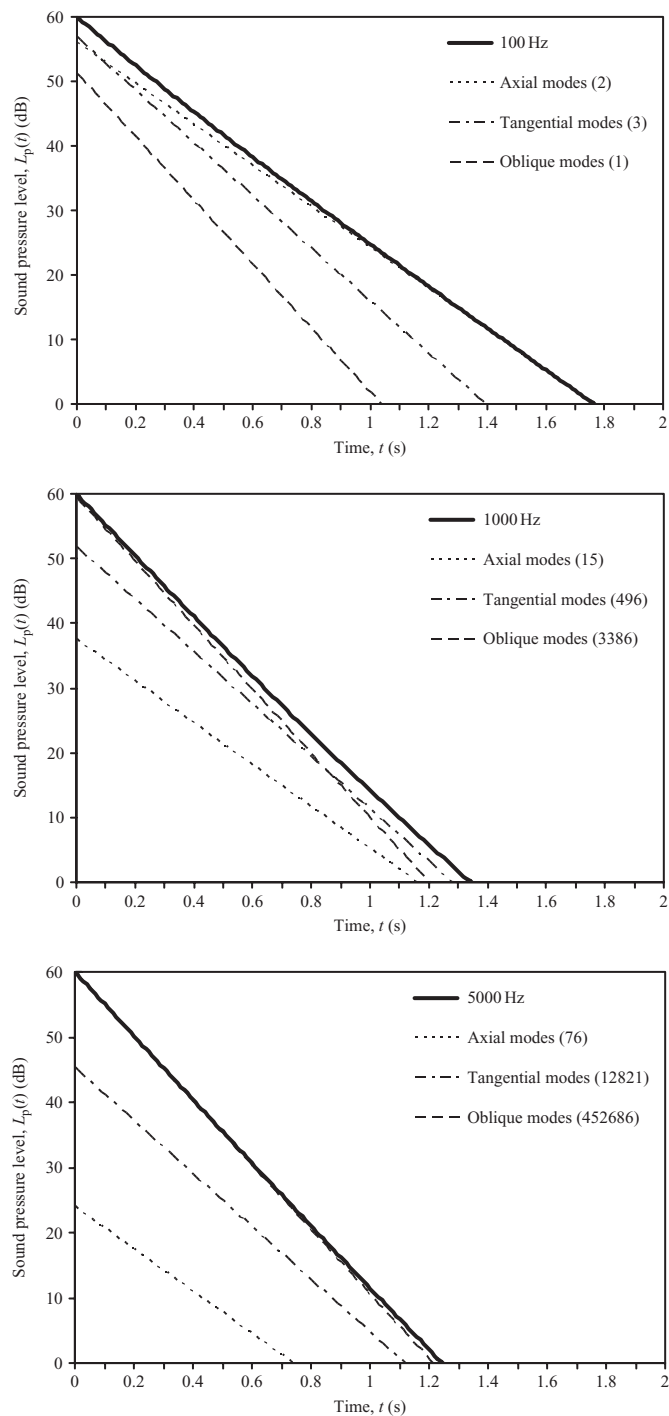 60
50
40
30
20
10
0
Sound pressure level, Lp(t) (dB)
100 Hz
Axial modes (2)
Tangential modes (3)
Oblique modes (1)
0 0.2 0.4 0.6 0.8 1 1.2 1.4 1.6 1.8 2
Time, t (s)
60
50
40
30
20
10
0
Sound pressure level, Lp(t) (dB)
1000 Hz
Axial modes (15)
Tangential modes (496)
Oblique modes (3386)
0 0.2 0.4 0.6 0.8 1 1.2 1.4 1.6 1.8 2
Time, t (s)
60
50
40
30
20
10
0
Sound pressure level, Lp(t) (dB)
5000 Hz
Axial modes (76)
Tangential modes (12821)
Oblique modes (452686)
0 0.2 0.4 0.6 0.8 1 1.2 1.4 1.6 1.8 2
Time, t (s)